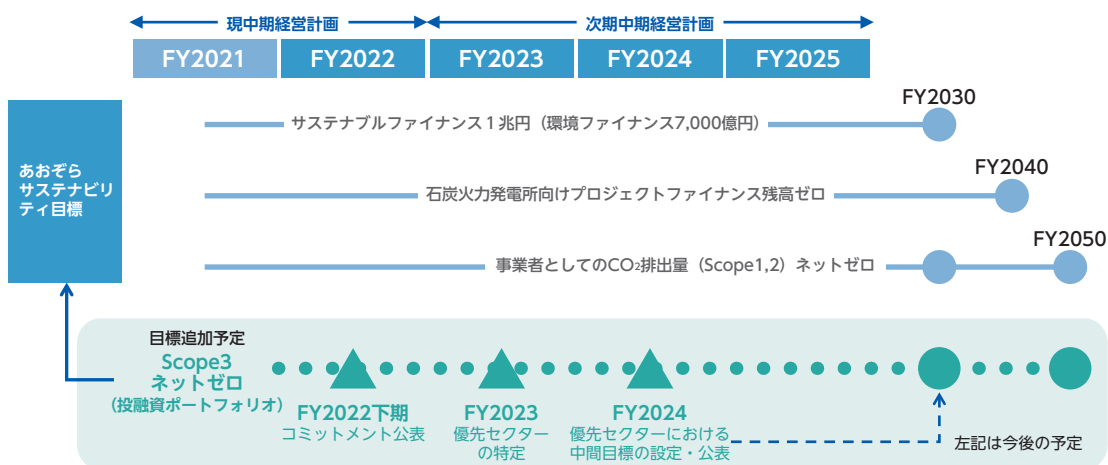 現中期経営計画
次期中期経営計画
FY2021
FY2022
FY2023
FY2024
FY2025
あおぞら
サステナビリ
ティ目標
サステナブルファイナンス1兆円（環境ファイナンス7,000億円）
FY2030
石炭火力発電所向けプロジェクトファイナンス残高ゼロ
FY2040
事業者としてのCO₂排出量（Scope1,2）ネットゼロ
FY2050
目標追加予定
Scope3
ネットゼロ
（投融資ポートフォリオ）
FY2022下期
コミットメント公表
FY2023
優先セクター
の特定
FY2024
優先セクターにおける
中間目標の設定・公表
左記は今後の予定